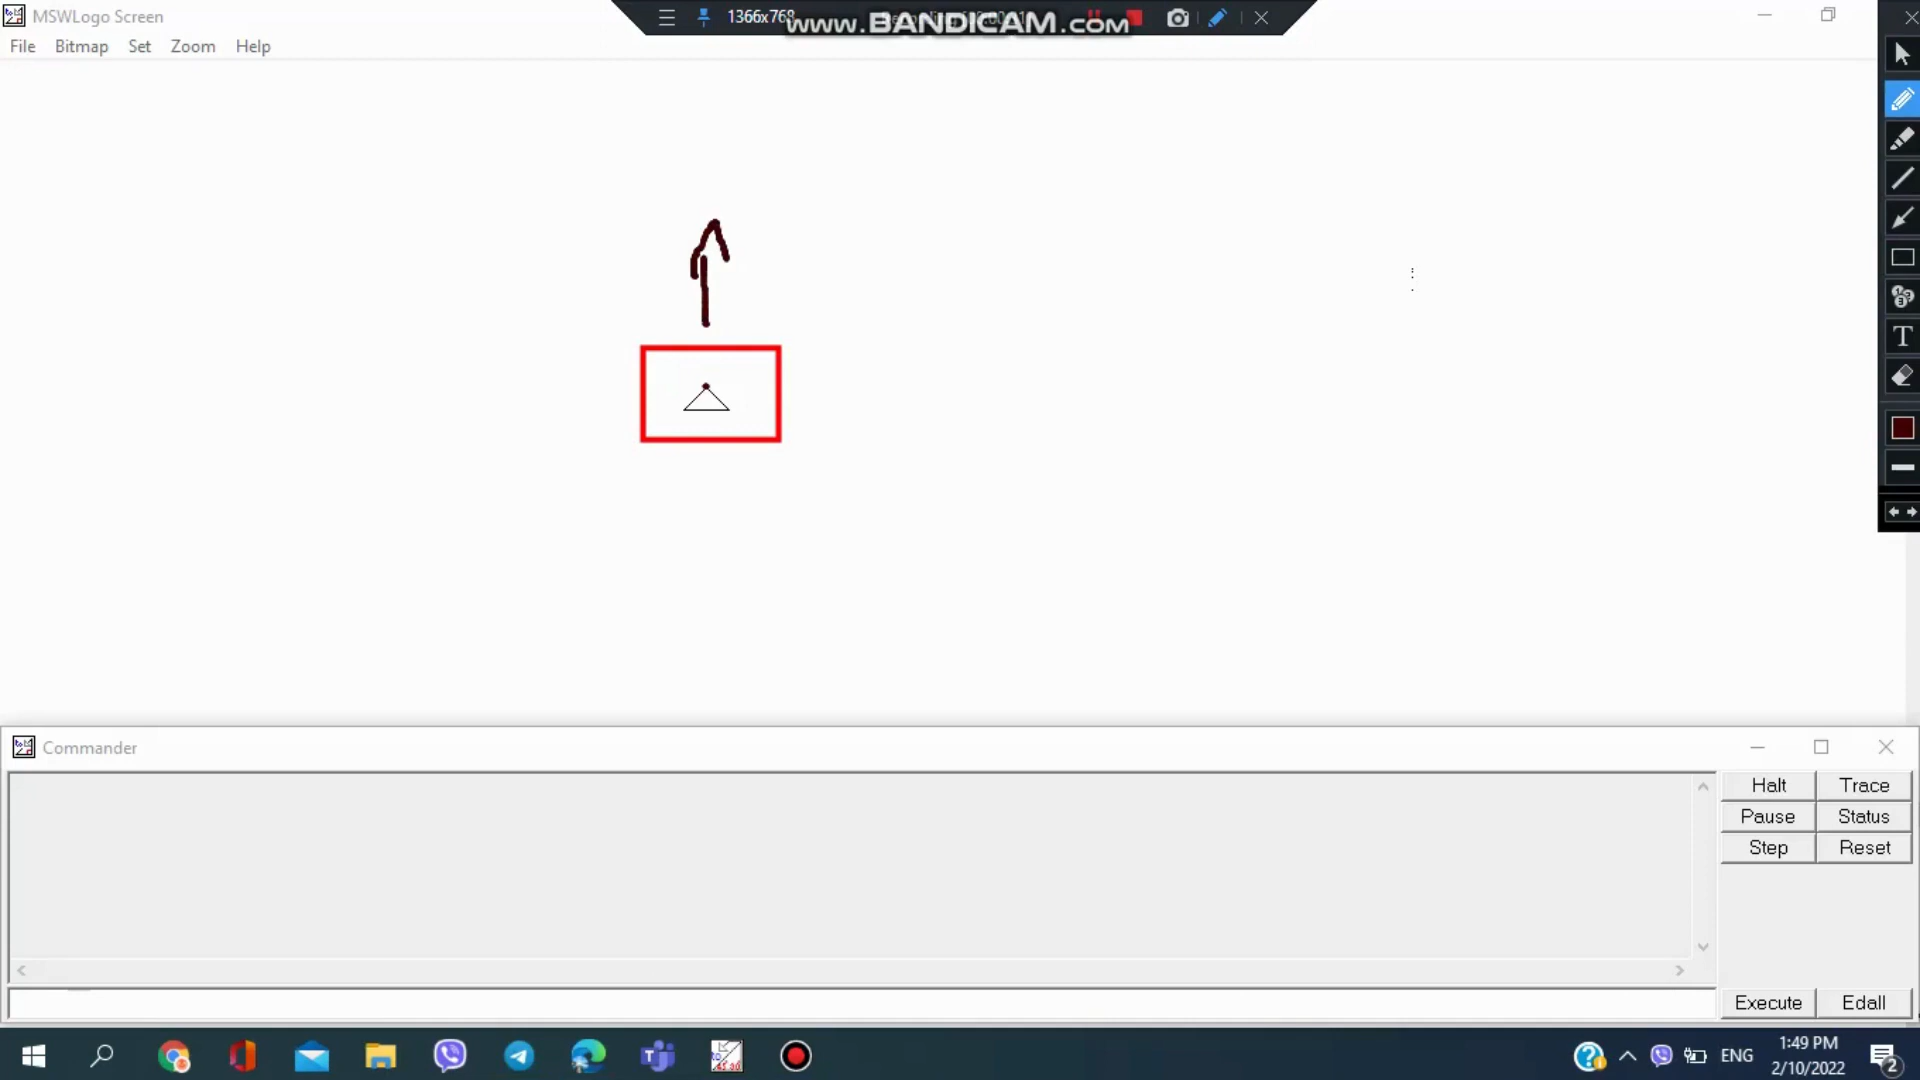 MSWLogo Screen
1366x768
www.BANDICAM.com
File Bitmap Set Zoom Help
T
Commander
Halt Trace
Pause Status
Step Reset
Execute Edall
ENG
1:49 PM
2/10/2022
2